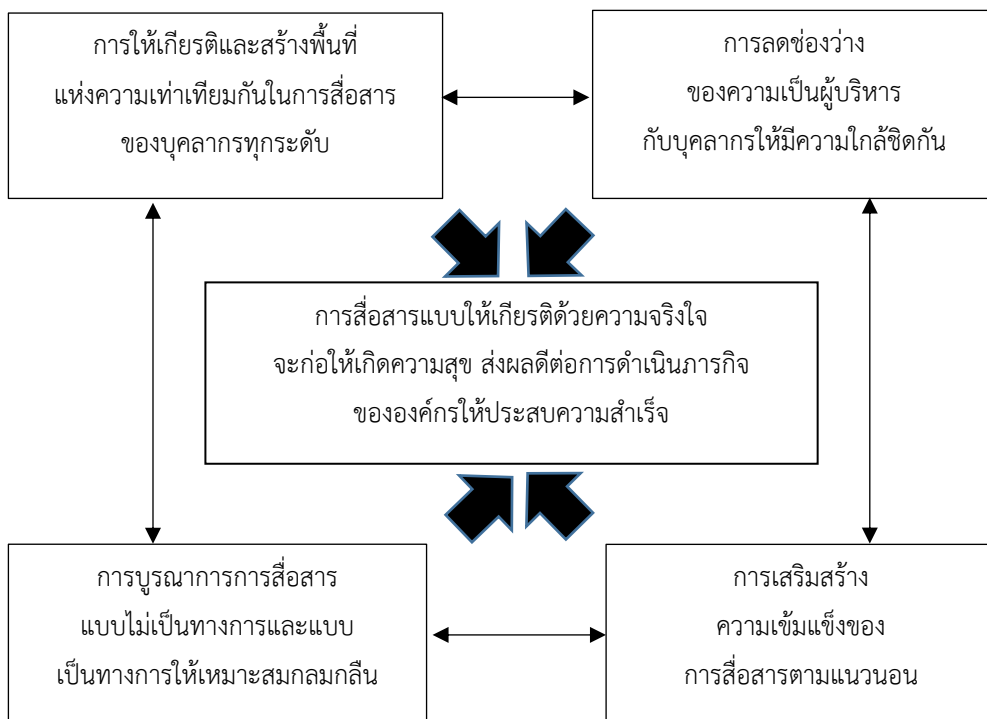 การให้เกียรติและสร้างพื้นที่
แห่งความเท่าเทียมกันในการสื่อสาร
ของบุคลากรทุกระดับ
การลดช่องว่าง
ของความเป็นผู้บริหาร
กับบุคลากรให้มีความใกล้ชิดกัน
การสื่อสารแบบให้เกียรติด้วยความจริงใจ
จะก่อให้เกิดความสุข ส่งผลดีต่อการดำเนินภารกิจ
ขององค์กรให้ประสบความสำเร็จ
การบูรณาการการสื่อสาร
แบบไม่เป็นทางการและแบบ
เป็นทางการให้เหมาะสมกลมกลืน
การเสริมสร้าง
ความเข้มแข็งของ
การสื่อสารตามแนวนอน